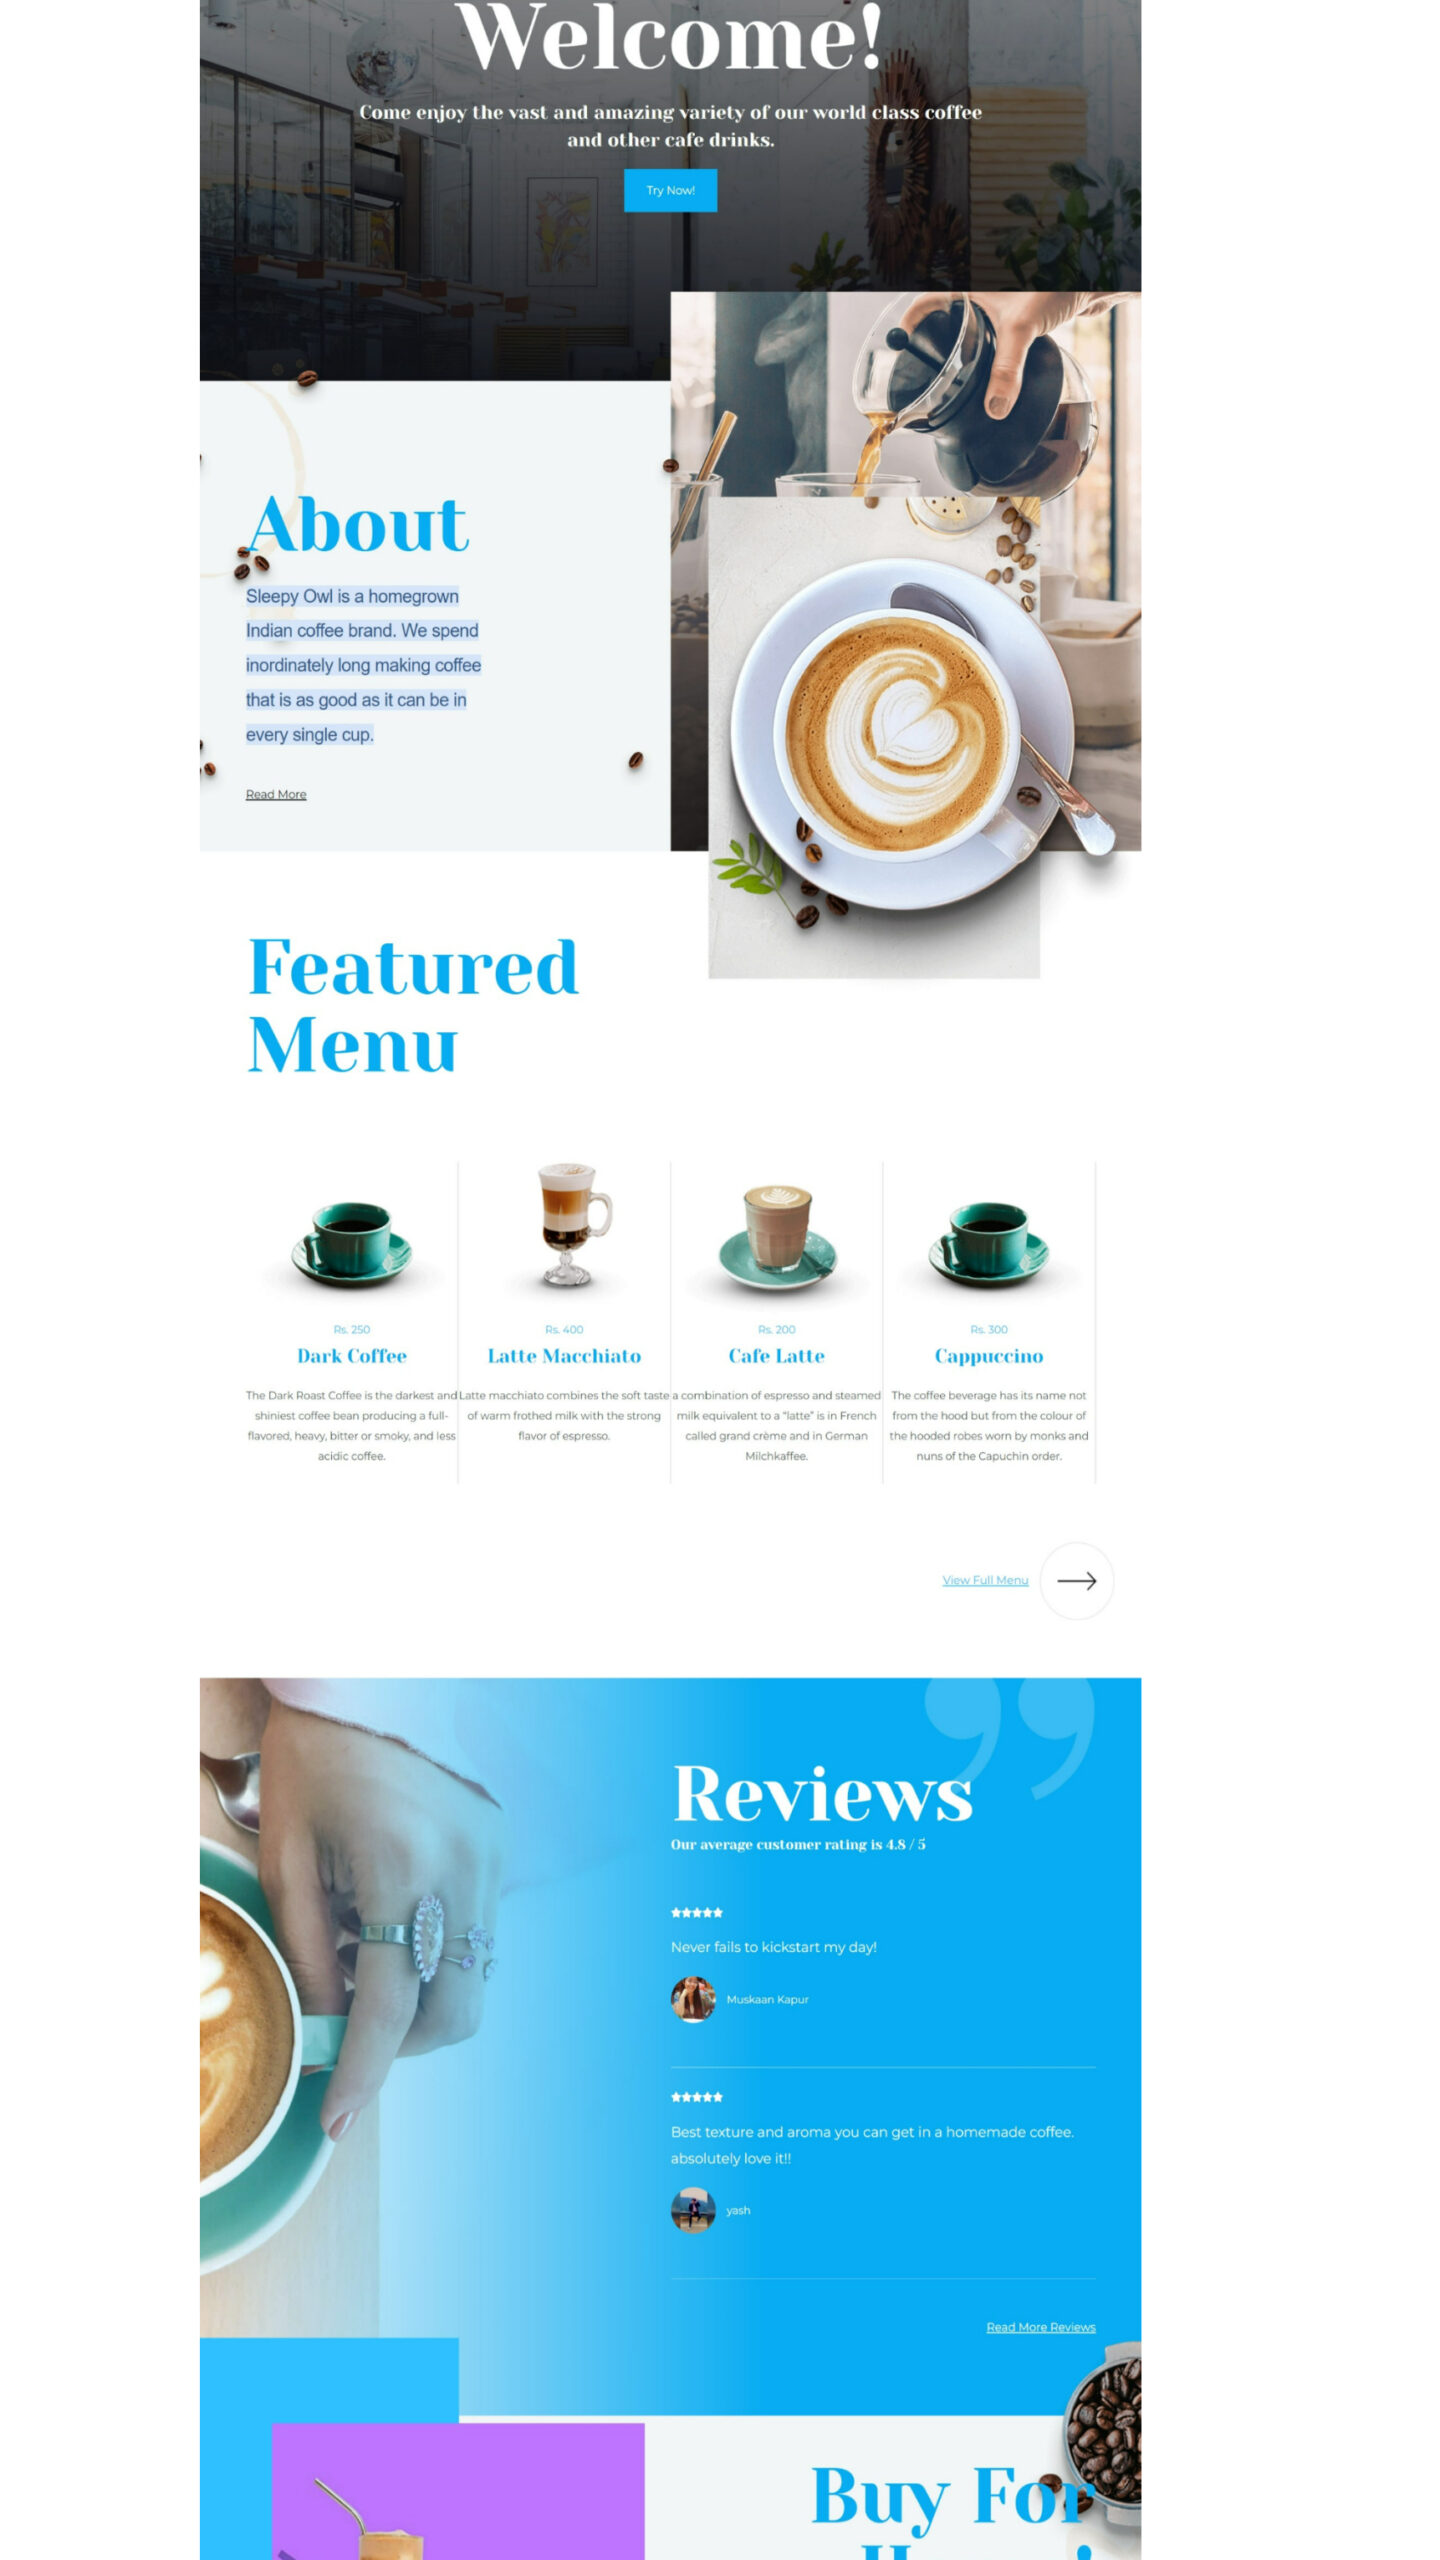 Welcome!
Come enjoy the vast and amazing variety of our world class coffee
and other cafe drinks.
Try Now!
About
Sleepy Owl is a homegrown
Indian coffee brand. We spend
inordinately long making coffee
that is as good as it can be in
every single cup.
Read More
Featured
Menu
Rs. 250
Dark Coffee
The Dark Roast Coffee is the darkest and
shiniest coffee bean producing a full-
flavored, heavy, bitter or smoky, and less
acidic coffee.
Rs. 400
Latte Macchiato
Latte macchiato combines the soft taste
of warm frothed milk with the strong
flavor of espresso.
Rs. 200
Cafe Latte
a combination of espresso and steamed
milk equivalent to a "latte" is in French
called grand crème and in German
Milchkaffee.
Rs. 300
Cappuccino
The coffee beverage has its name not
from the hood but from the colour of
the hooded robes worn by monks and
nuns of the Capuchin order.
View Full Menu
Reviews
Our average customer rating is 4.8 / 5
Never fails to kickstart my day!
Muskaan Kapur
Best texture and aroma you can get in a homemade coffee.
absolutely love it!!
yash
Read More Reviews
Buy For